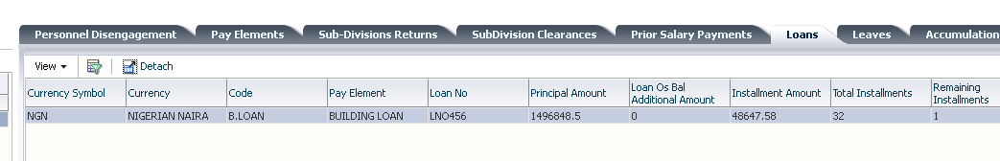 Personnel Disengagement Pay Elements Sub-Divisions Returns SubDivision Clearances Prior Salary Payments Loans Leaves Accumulation
View Detach
Currency Symbol Currency Code Pay Element Loan No Principal Amount Loan Os Bal Additional Amount Installment Amount Total Installments Remaining Installments
NGN NIGERIAN NAIRA B.LOAN BUILDING LOAN LNO456 1496848.5 0 48647.58 32 1